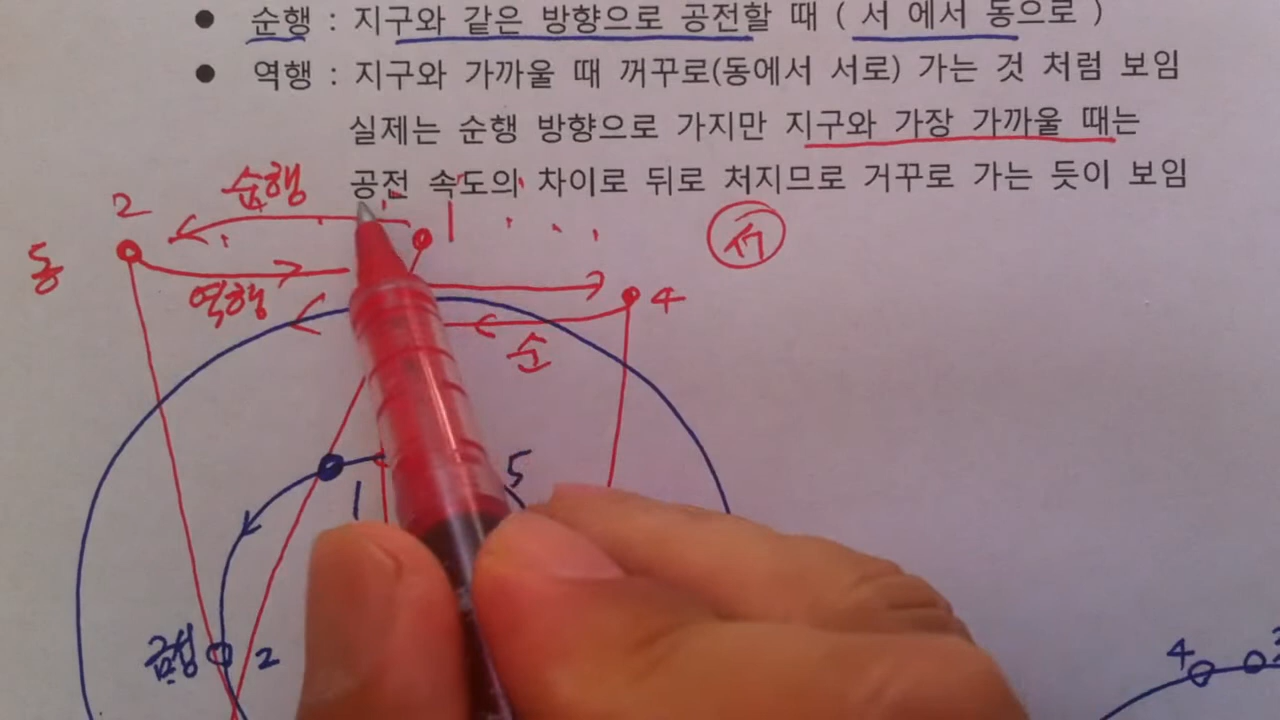 ● 순행 : 지구와 같은 방향으로 공전할 때 ( 서 에서 동으로 )
● 역행 : 지구와 가까울 때 꺼꾸로(동에서 서로) 가는 것 처럼 보임
실제는 순행 방향으로 가지만 지구와 가장 가까울 때는
공전 속도의 차이로 뒤로 처지므로 거꾸로 가는 듯이 보임
순행
2
1
서
동
역행
4
순
5
1
금성
2
4
3